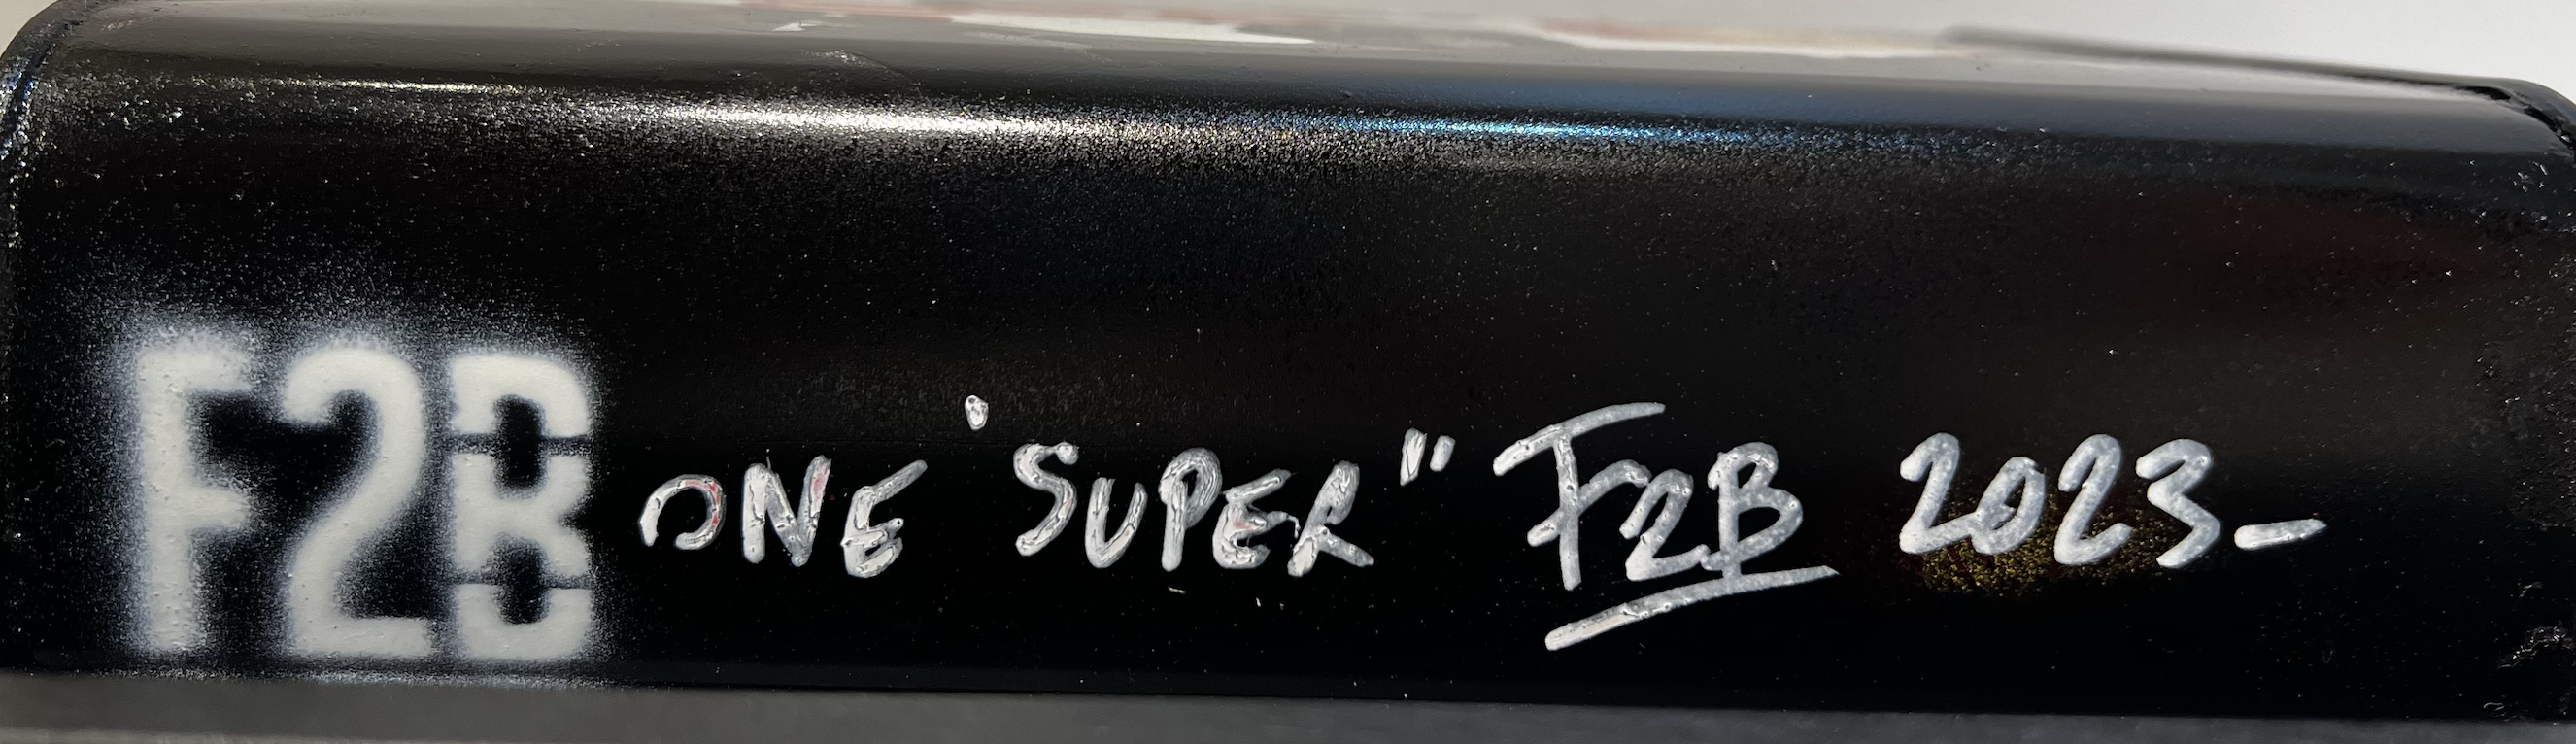 F2B ONE 'SUPER" F2B 2023-